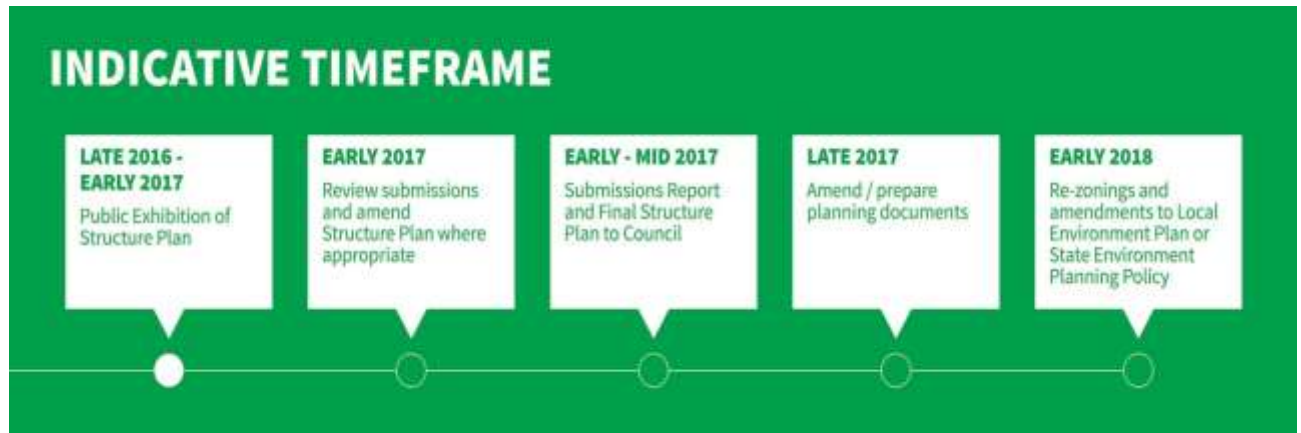 INDICATIVE TIMEFRAME
LATE 2016 -
EARLY 2017
Public Exhibition of
Structure Plan
EARLY 2017
Review submissions
and amend
Structure Plan where
appropriate
EARLY - MID 2017
Submissions Report
and Final Structure
Plan to Council
LATE 2017
Amend / prepare
planning documents
EARLY 2018
Re-zonings and
amendments to Local
Environment Plan or
State Environment
Planning Policy